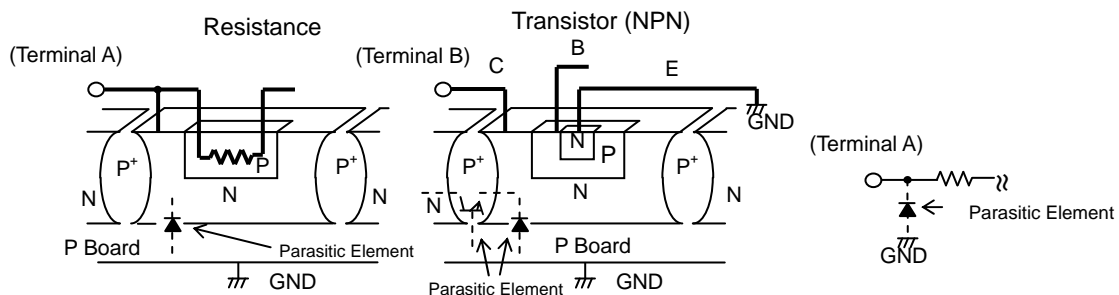 Resistance
(Terminal A)
P+
P
P+
N
N
N
P Board
Parasitic Element
GND
Transistor (NPN)
(Terminal B)
C
B
E
GND
P+
N
P
P+
N
N
N
P Board
Parasitic Element
GND
(Terminal A)
Parasitic Element
GND